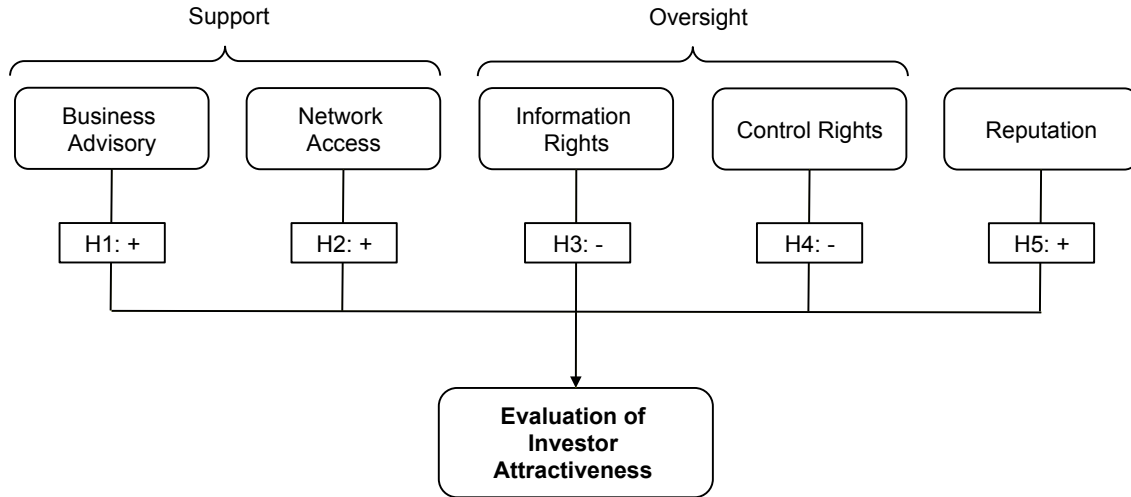 Support
Oversight
Business
Advisory
Network
Access
Information
Rights
Control Rights
Reputation
H1: +
H2: +
H3: -
H4: -
H5: +
Evaluation of
Investor
Attractiveness